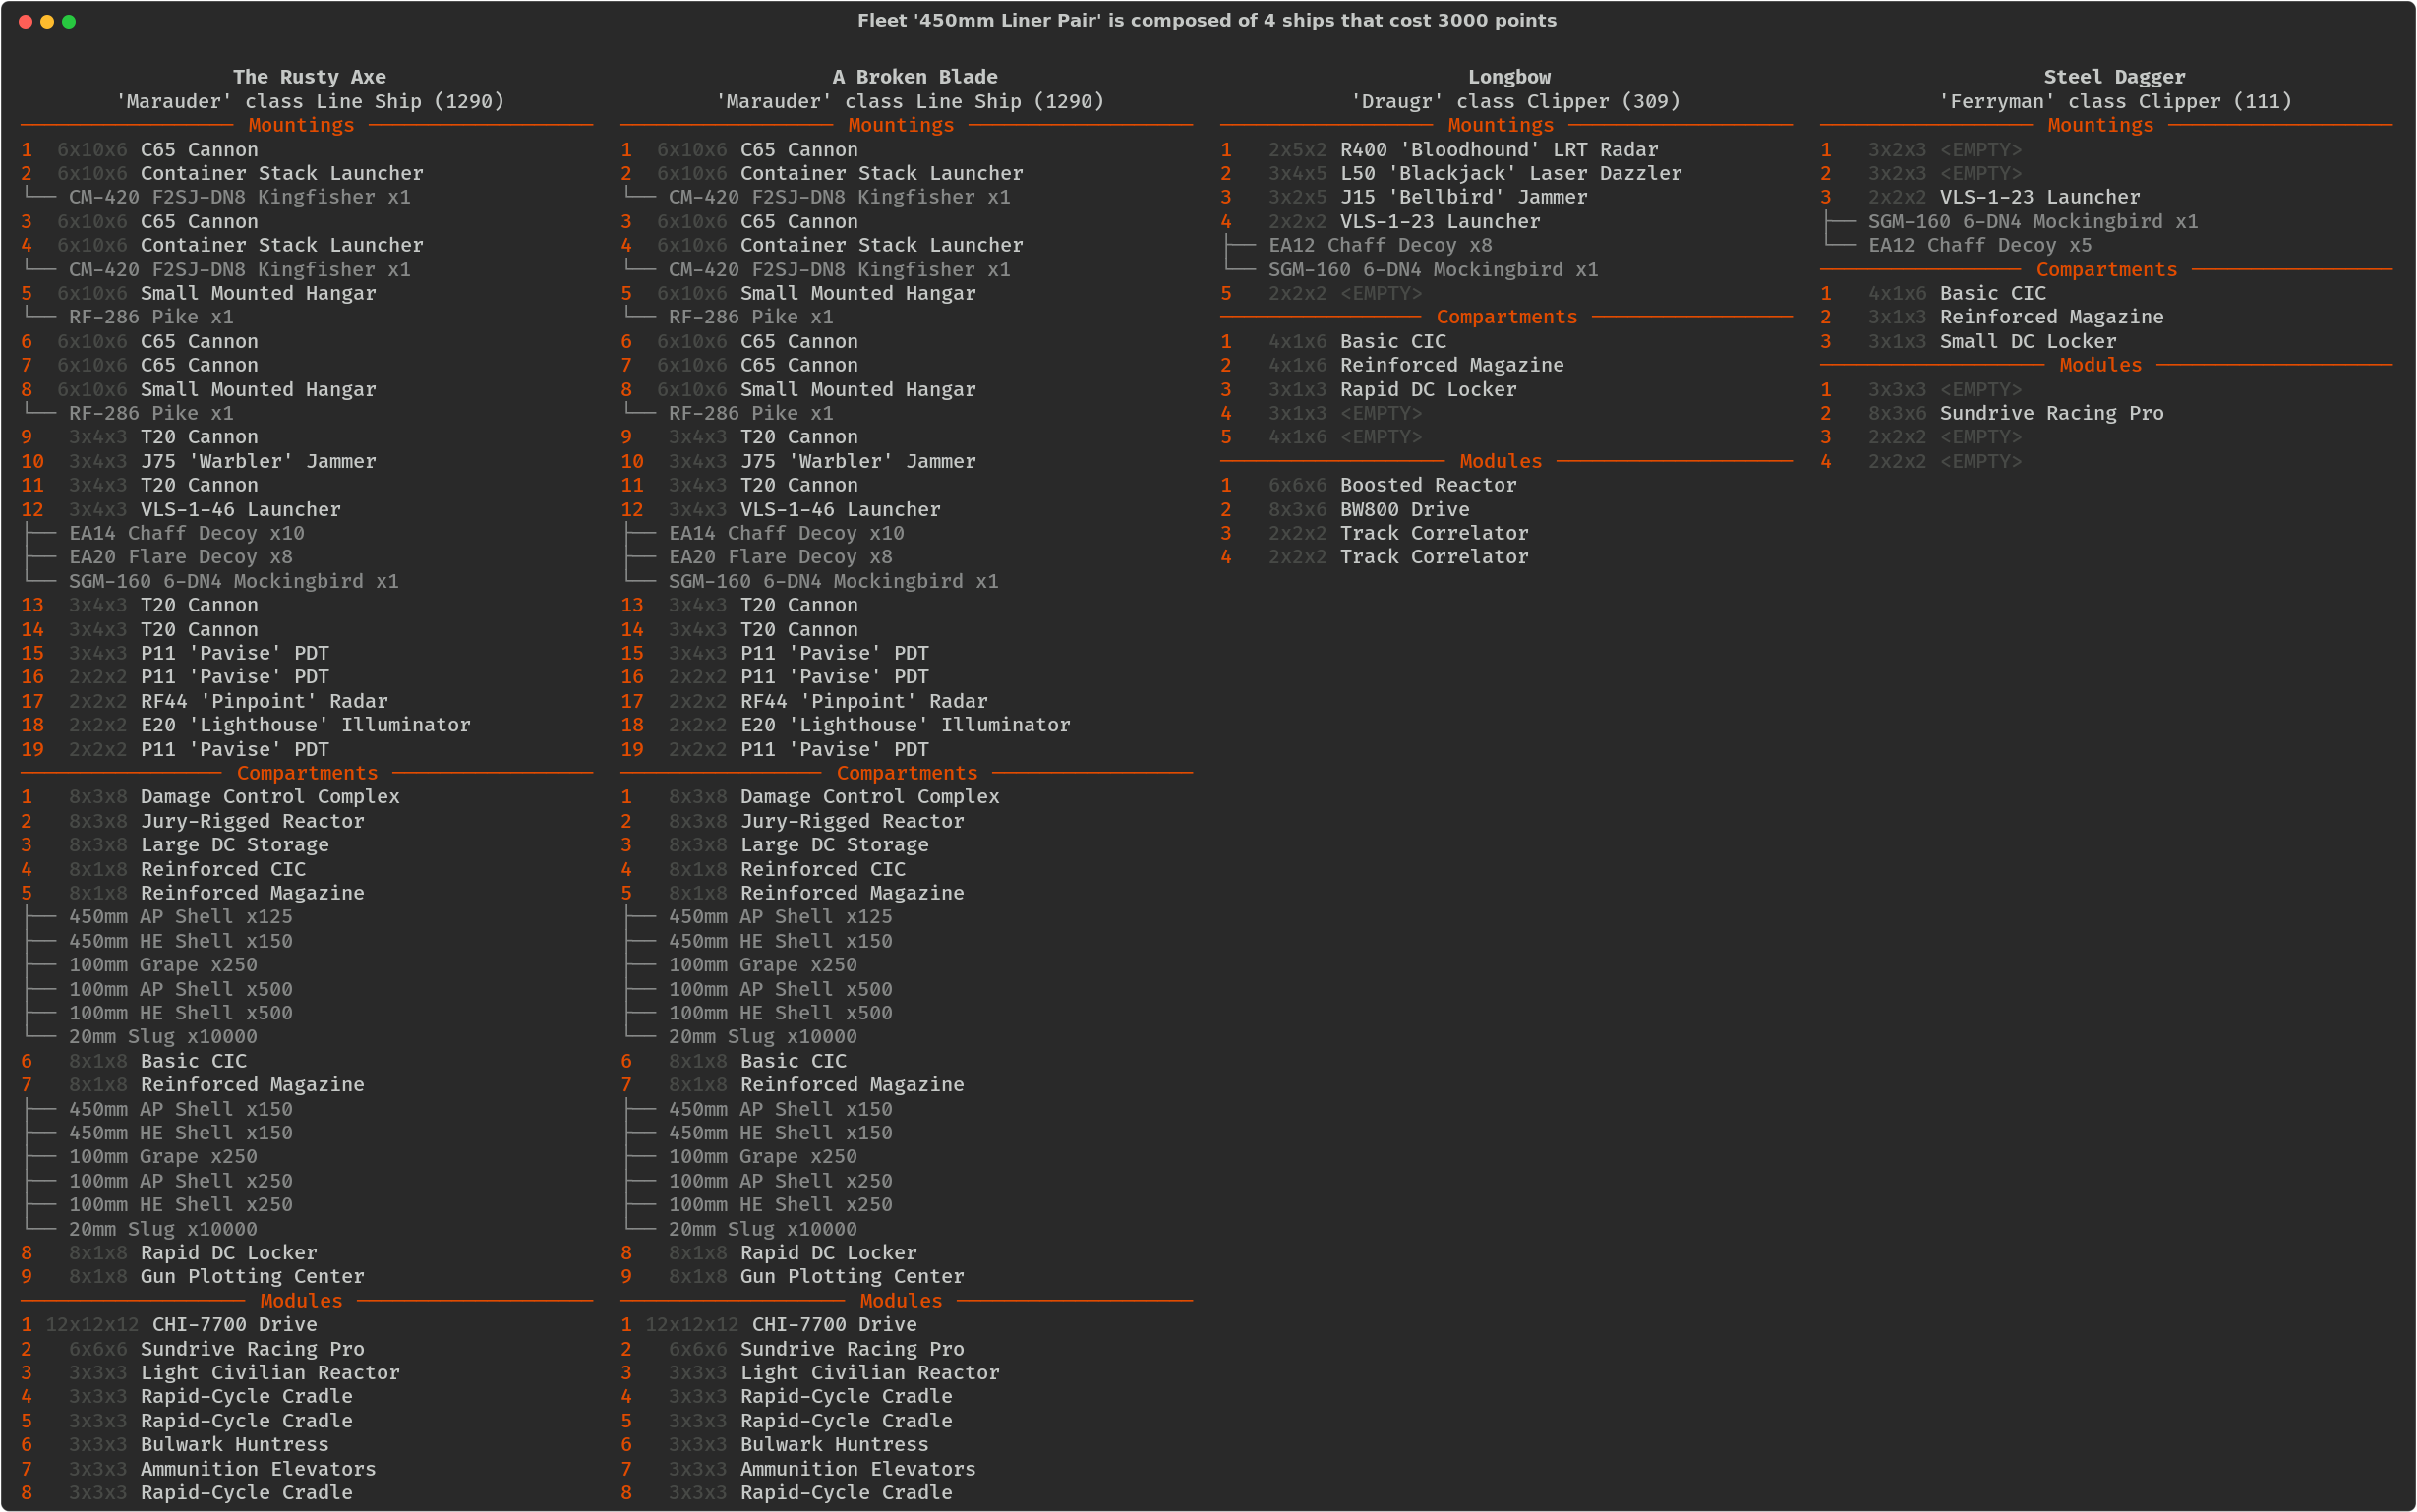 Fleet '450mm Liner Pair' is composed of 4 ships that cost 3000 points
The Rusty Axe
'Marauder' class Line Ship (1290)
Mountings
1 6x10x6 C65 Cannon
2 6x10x6 Container Stack Launcher
└── CM-420 F2SJ-DN8 Kingfisher x1
3 6x10x6 C65 Cannon
4 6x10x6 Container Stack Launcher
└── CM-420 F2SJ-DN8 Kingfisher x1
5 6x10x6 Small Mounted Hangar
└── RF-286 Pike x1
6 6x10x6 C65 Cannon
7 6x10x6 C65 Cannon
8 6x10x6 Small Mounted Hangar
└── RF-286 Pike x1
9 3x4x3 T20 Cannon
10 3x4x3 J75 'Warbler' Jammer
11 3x4x3 T20 Cannon
12 3x4x3 VLS-1-46 Launcher
├── EA14 Chaff Decoy x10
├── EA20 Flare Decoy x8
└── SGM-160 6-DN4 Mockingbird x1
13 3x4x3 T20 Cannon
14 3x4x3 T20 Cannon
15 3x4x3 P11 'Pavise' PDT
16 2x2x2 P11 'Pavise' PDT
17 2x2x2 RF44 'Pinpoint' Radar
18 2x2x2 E20 'Lighthouse' Illuminator
19 2x2x2 P11 'Pavise' PDT
Compartments
1 8x3x8 Damage Control Complex
2 8x3x8 Jury-Rigged Reactor
3 8x3x8 Large DC Storage
4 8x1x8 Reinforced CIC
5 8x1x8 Reinforced Magazine
├── 450mm AP Shell x125
├── 450mm HE Shell x150
├── 100mm Grape x250
├── 100mm AP Shell x500
├── 100mm HE Shell x500
└── 20mm Slug x10000
6 8x1x8 Basic CIC
7 8x1x8 Reinforced Magazine
├── 450mm AP Shell x150
├── 450mm HE Shell x150
├── 100mm Grape x250
├── 100mm AP Shell x250
├── 100mm HE Shell x250
└── 20mm Slug x10000
8 8x1x8 Rapid DC Locker
9 8x1x8 Gun Plotting Center
Modules
1 12x12x12 CHI-7700 Drive
2 6x6x6 Sundrive Racing Pro
3 3x3x3 Light Civilian Reactor
4 3x3x3 Rapid-Cycle Cradle
5 3x3x3 Rapid-Cycle Cradle
6 3x3x3 Bulwark Huntress
7 3x3x3 Ammunition Elevators
8 3x3x3 Rapid-Cycle Cradle
A Broken Blade
'Marauder' class Line Ship (1290)
Mountings
1 6x10x6 C65 Cannon
2 6x10x6 Container Stack Launcher
└── CM-420 F2SJ-DN8 Kingfisher x1
3 6x10x6 C65 Cannon
4 6x10x6 Container Stack Launcher
└── CM-420 F2SJ-DN8 Kingfisher x1
5 6x10x6 Small Mounted Hangar
└── RF-286 Pike x1
6 6x10x6 C65 Cannon
7 6x10x6 C65 Cannon
8 6x10x6 Small Mounted Hangar
└── RF-286 Pike x1
9 3x4x3 T20 Cannon
10 3x4x3 J75 'Warbler' Jammer
11 3x4x3 T20 Cannon
12 3x4x3 VLS-1-46 Launcher
├── EA14 Chaff Decoy x10
├── EA20 Flare Decoy x8
└── SGM-160 6-DN4 Mockingbird x1
13 3x4x3 T20 Cannon
14 3x4x3 T20 Cannon
15 3x4x3 P11 'Pavise' PDT
16 2x2x2 P11 'Pavise' PDT
17 2x2x2 RF44 'Pinpoint' Radar
18 2x2x2 E20 'Lighthouse' Illuminator
19 2x2x2 P11 'Pavise' PDT
Compartments
1 8x3x8 Damage Control Complex
2 8x3x8 Jury-Rigged Reactor
3 8x3x8 Large DC Storage
4 8x1x8 Reinforced CIC
5 8x1x8 Reinforced Magazine
├── 450mm AP Shell x125
├── 450mm HE Shell x150
├── 100mm Grape x250
├── 100mm AP Shell x500
├── 100mm HE Shell x500
└── 20mm Slug x10000
6 8x1x8 Basic CIC
7 8x1x8 Reinforced Magazine
├── 450mm AP Shell x150
├── 450mm HE Shell x150
├── 100mm Grape x250
├── 100mm AP Shell x250
├── 100mm HE Shell x250
└── 20mm Slug x10000
8 8x1x8 Rapid DC Locker
9 8x1x8 Gun Plotting Center
Modules
1 12x12x12 CHI-7700 Drive
2 6x6x6 Sundrive Racing Pro
3 3x3x3 Light Civilian Reactor
4 3x3x3 Rapid-Cycle Cradle
5 3x3x3 Rapid-Cycle Cradle
6 3x3x3 Bulwark Huntress
7 3x3x3 Ammunition Elevators
8 3x3x3 Rapid-Cycle Cradle
Longbow
'Draugr' class Clipper (309)
Mountings
1 2x5x2 R400 'Bloodhound' LRT Radar
2 3x4x5 L50 'Blackjack' Laser Dazzler
3 3x2x5 J15 'Bellbird' Jammer
4 2x2x2 VLS-1-23 Launcher
├── EA12 Chaff Decoy x8
└── SGM-160 6-DN4 Mockingbird x1
5 2x2x2 <EMPTY>
Compartments
1 4x1x6 Basic CIC
2 4x1x6 Reinforced Magazine
3 3x1x3 Rapid DC Locker
4 3x1x3 <EMPTY>
5 4x1x6 <EMPTY>
Modules
1 6x6x6 Boosted Reactor
2 8x3x6 BW800 Drive
3 2x2x2 Track Correlator
4 2x2x2 Track Correlator
Steel Dagger
'Ferryman' class Clipper (111)
Mountings
1 3x2x3 <EMPTY>
2 3x2x3 <EMPTY>
3 2x2x2 VLS-1-23 Launcher
├── SGM-160 6-DN4 Mockingbird x1
└── EA12 Chaff Decoy x5
Compartments
1 4x1x6 Basic CIC
2 3x1x3 Reinforced Magazine
3 3x1x3 Small DC Locker
Modules
1 3x3x3 <EMPTY>
2 8x3x6 Sundrive Racing Pro
3 2x2x2 <EMPTY>
4 2x2x2 <EMPTY>